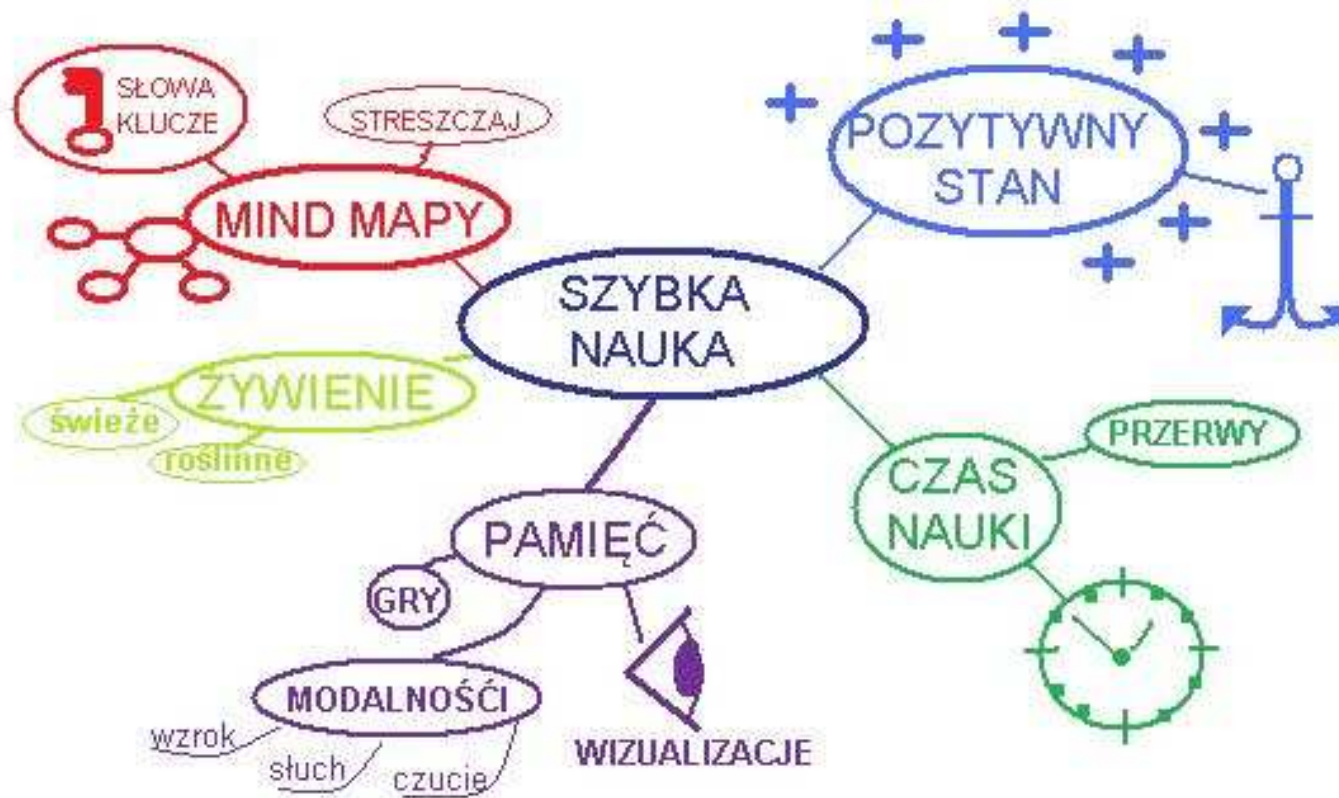 SŁOWA
KLUCZE
STRESZCZAJ
MIND MAPY
POZYTYWNY
STAN
SZYBKA
NAUKA
ŻYWIENIE
świeże
roślinne
PRZERWY
CZAS
NAUKI
PAMIĘĆ
GRY
MODALNOŚĆI
wzrok
słuch
czucie
WIZUALIZACJE